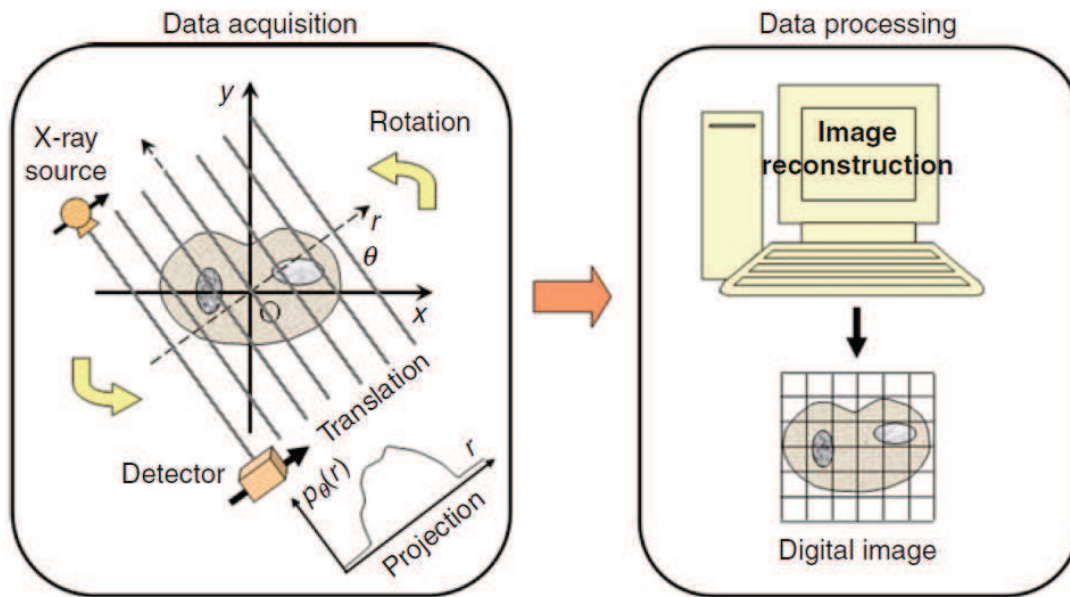 Data acquisition
y
X-ray
source
Rotation
r
θ
x
O
Translation
Detector
pθ(r)
r
Projection
Data processing
Image
reconstruction
Digital image